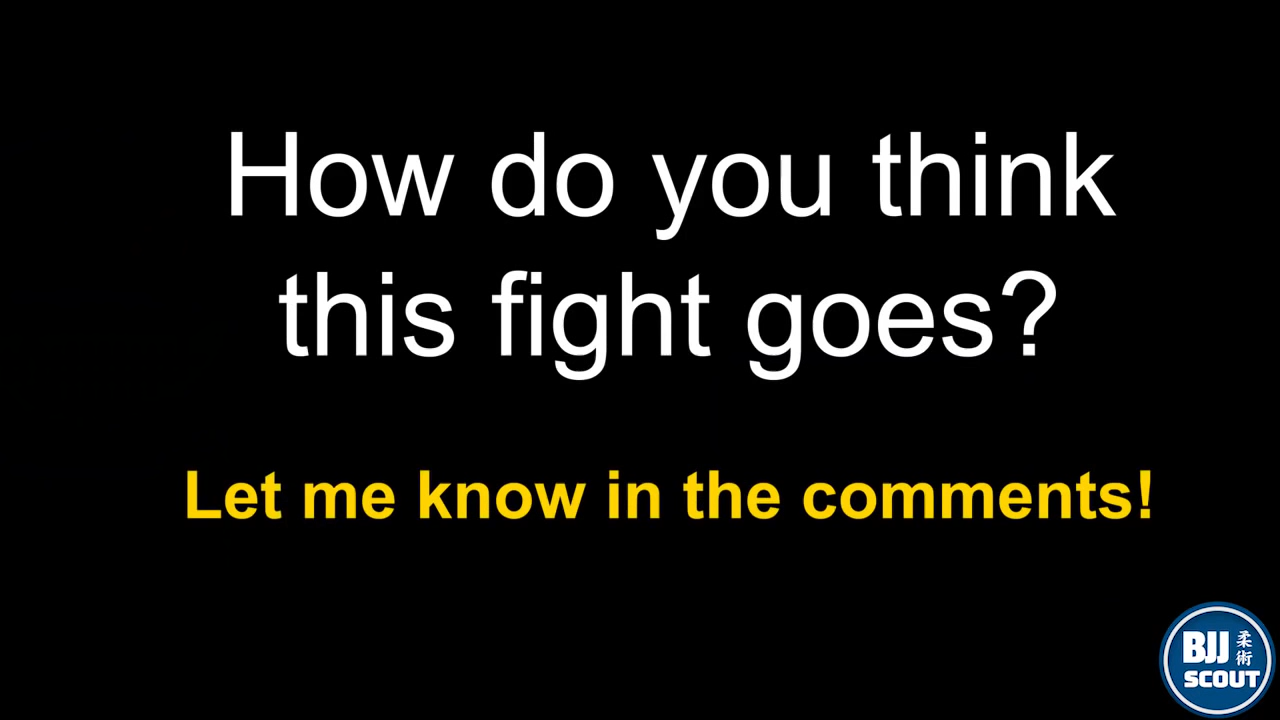 How do you think
this fight goes?
Let me know in the comments!
BJJ 柔術
SCOUT